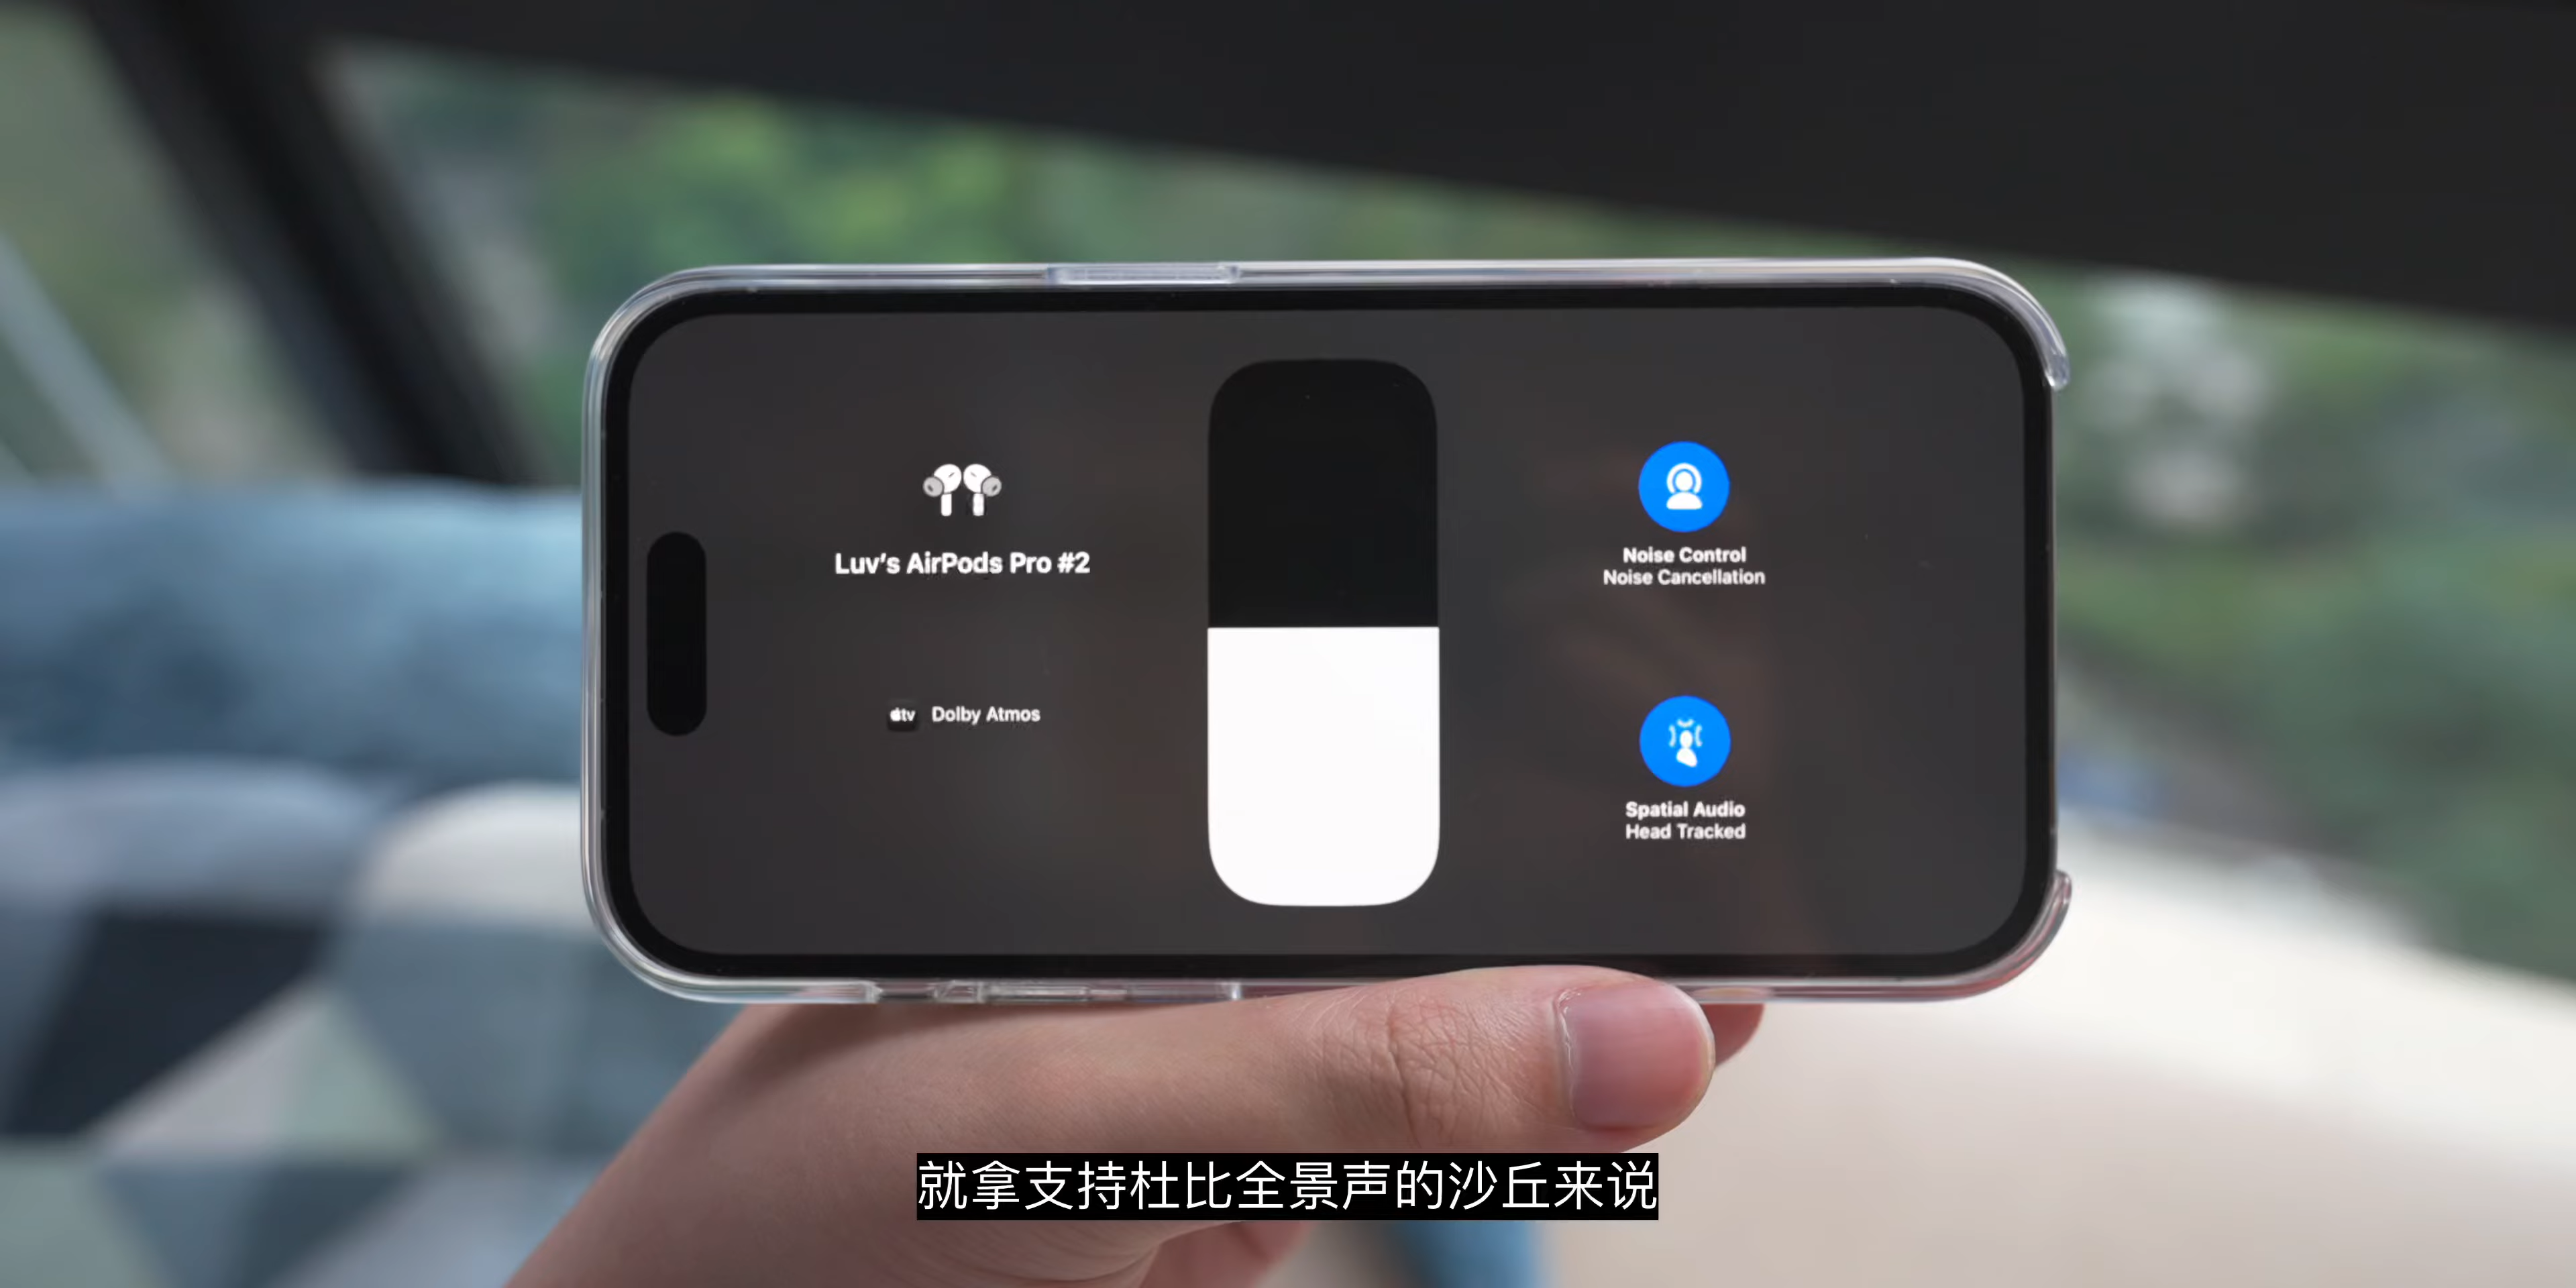 Luv's AirPods Pro #2
tv Dolby Atmos
Noise Control
Noise Cancellation
Spatial Audio
Head Tracked
就拿支持杜比全景声的沙丘来说